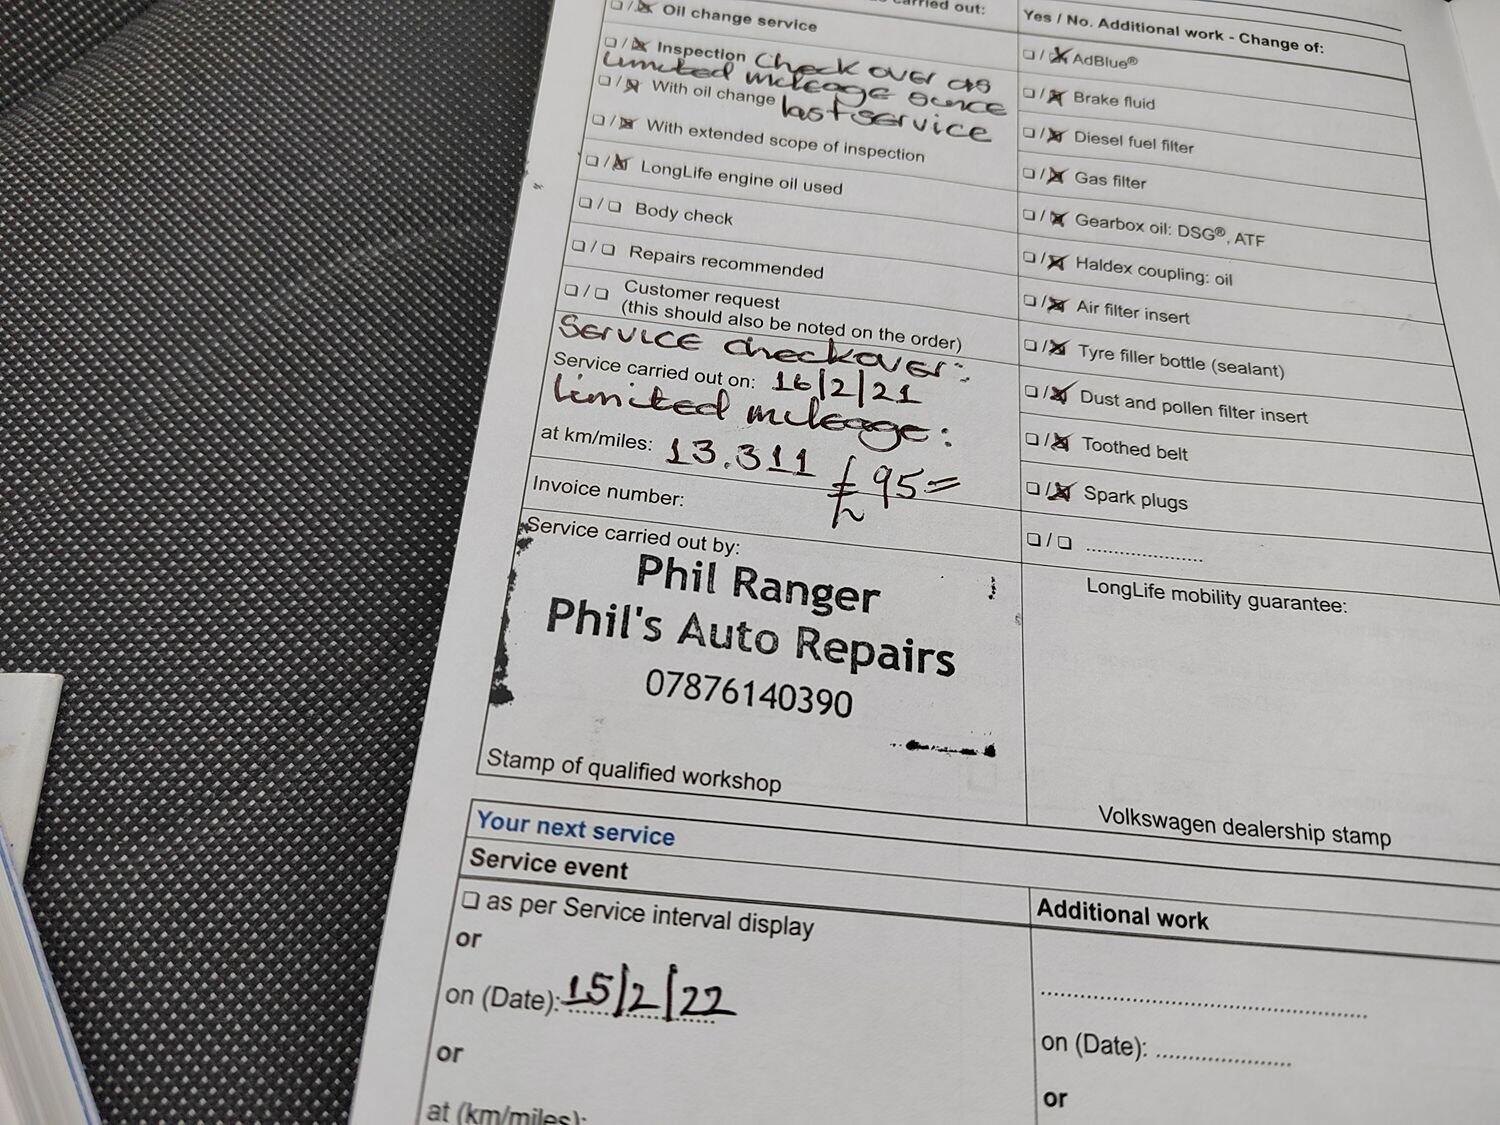 carried out:
Oil change service
Inspection Check over as
limited mileage since
With oil change last service
With extended scope of inspection
LongLife engine oil used
Body check
Repairs recommended
Customer request
(this should also be noted on the order)
Service checkover:
Service carried out on: 16/2/21
Limited mileage:
at km/miles: 13.311 £95=
Invoice number:
Service carried out by:
Phil Ranger
Phil's Auto Repairs
07876140390
Stamp of qualified workshop
Yes / No. Additional work - Change of:
AdBlue®
Brake fluid
Diesel fuel filter
Gas filter
Gearbox oil: DSG®, ATF
Haldex coupling: oil
Air filter insert
Tyre filler bottle (sealant)
Dust and pollen filter insert
Toothed belt
Spark plugs
LongLife mobility guarantee:
Volkswagen dealership stamp
Your next service
Service event
as per Service interval display
or
on (Date): 15/2/22
or
at (km/miles):
Additional work
on (Date):
or